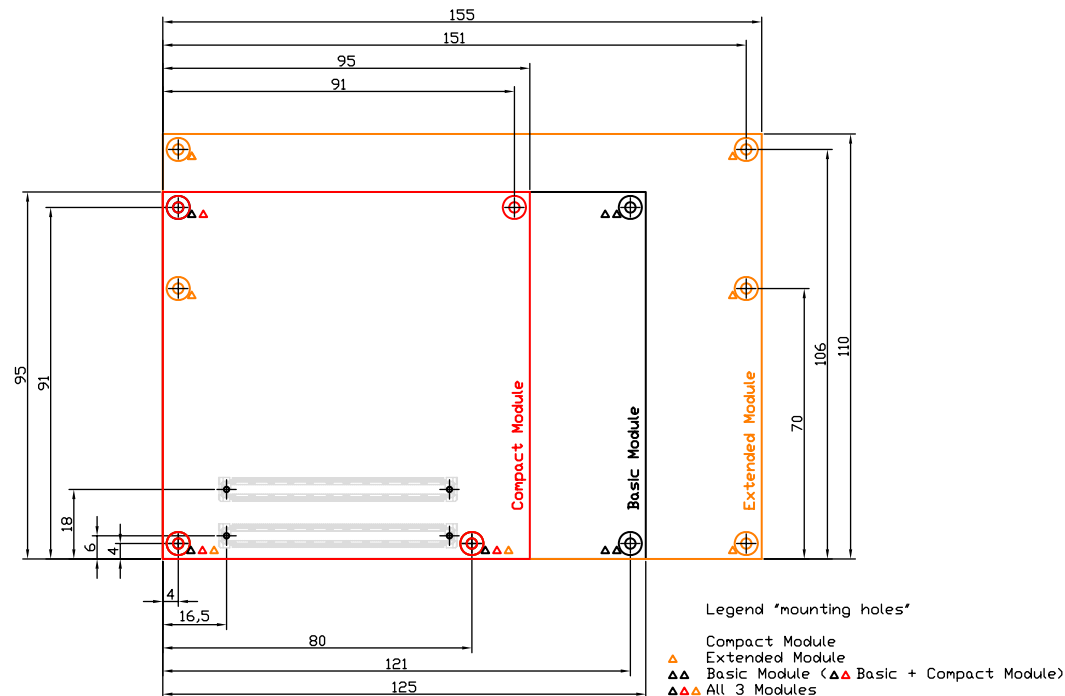 155
151
95
91
95
91
110
106
70
18
6
4
Compact Module
Basic Module
Extended Module
4
16,5
80
121
125
Legend "mounting holes"
Compact Module
Extended Module
Basic Module ( Basic + Compact Module)
All 3 Modules